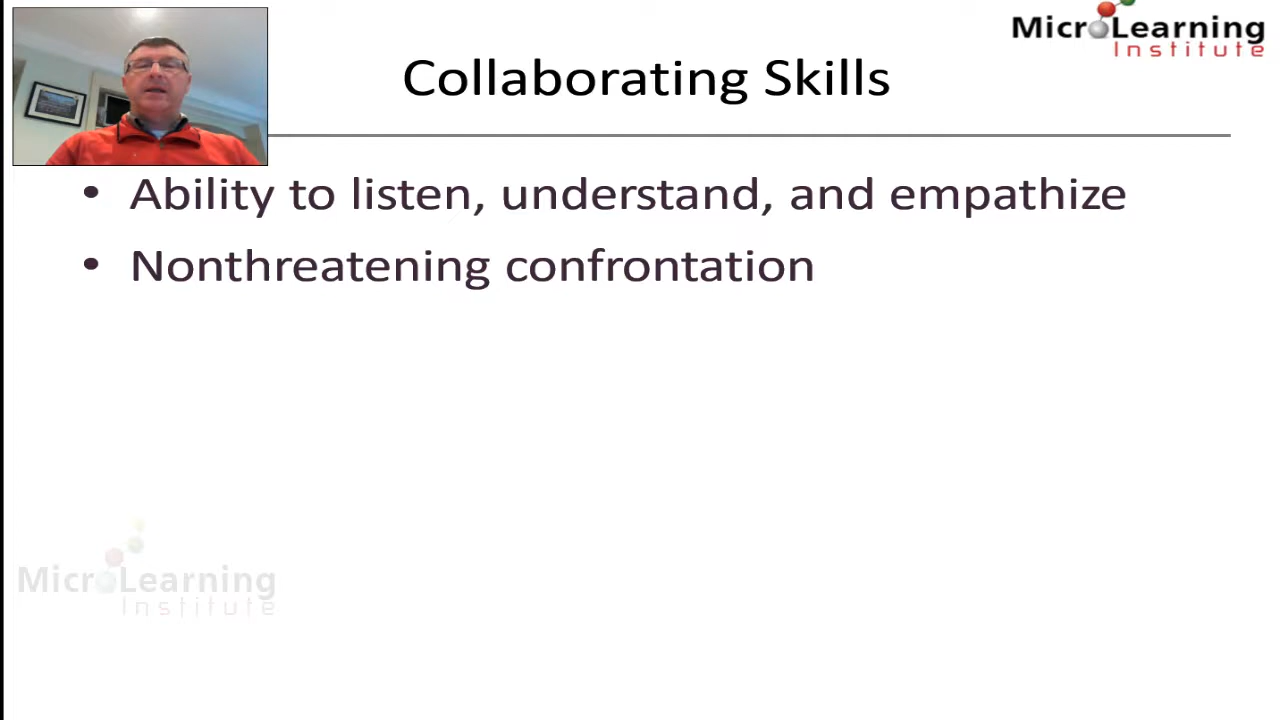 MicroLearning
Institute
Collaborating Skills
• Ability to listen, understand, and empathize
• Nonthreatening confrontation
MicroLearning
Institute